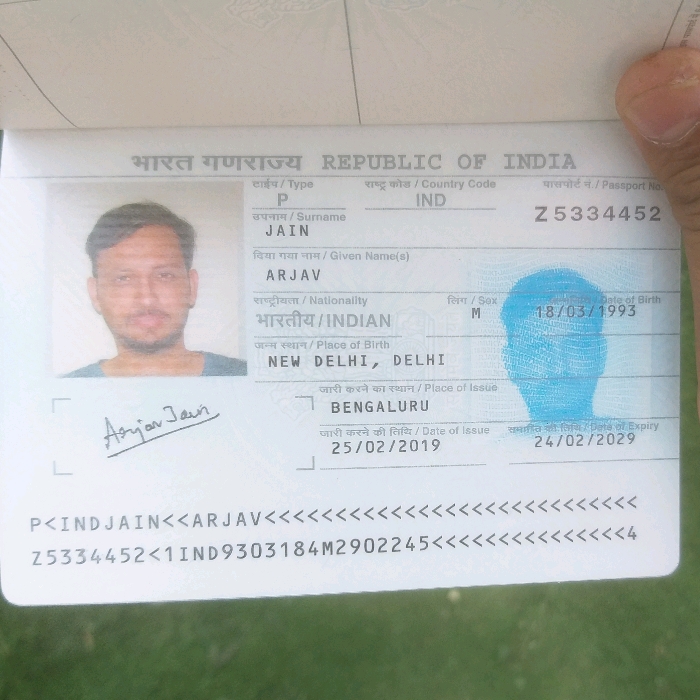 भारत गणराज्य REPUBLIC OF INDIA
टाईप / Type राष्ट्र कोड / Country Code पासपोर्ट नं. / Passport No.
P IND Z5334452
उपनाम / Surname
JAIN
दिया गया नाम / Given Name(s)
ARJAV
राष्ट्रीयता / Nationality लिंग / Sex Date of Birth
भारतीय / INDIAN M 18/03/1993
जन्म स्थान / Place of Birth
NEW DELHI, DELHI
जारी करने का स्थान / Place of Issue
BENGALURU
जारी करने की तिथि / Date of Issue समाप्ति की तिथि / Date of Expiry
25/02/2019 24/02/2029
Arjav Jain
P<INDJAIN<<ARJAV<<<<<<<<<<<<<<<<<<<<<<<<<<<<
Z5334452<1IND9303184M2902245<<<<<<<<<<<<<<<4